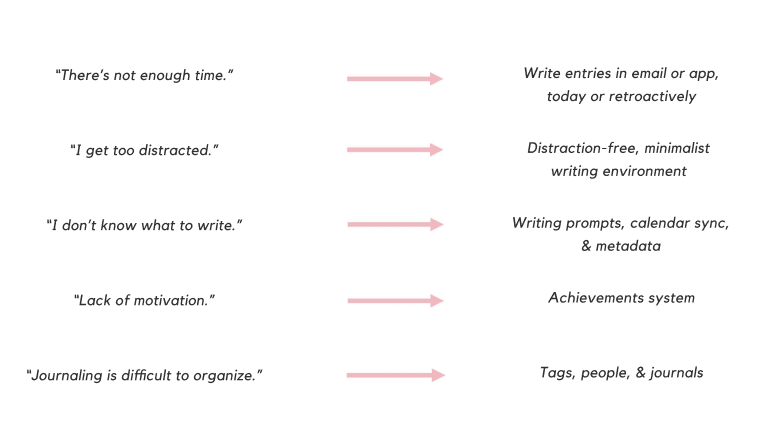 "There's not enough time."
Write entries in email or app,
today or retroactively
"I get too distracted."
Distraction-free, minimalist
writing environment
"I don't know what to write."
Writing prompts, calendar sync,
& metadata
"Lack of motivation."
Achievements system
"Journaling is difficult to organize."
Tags, people, & journals